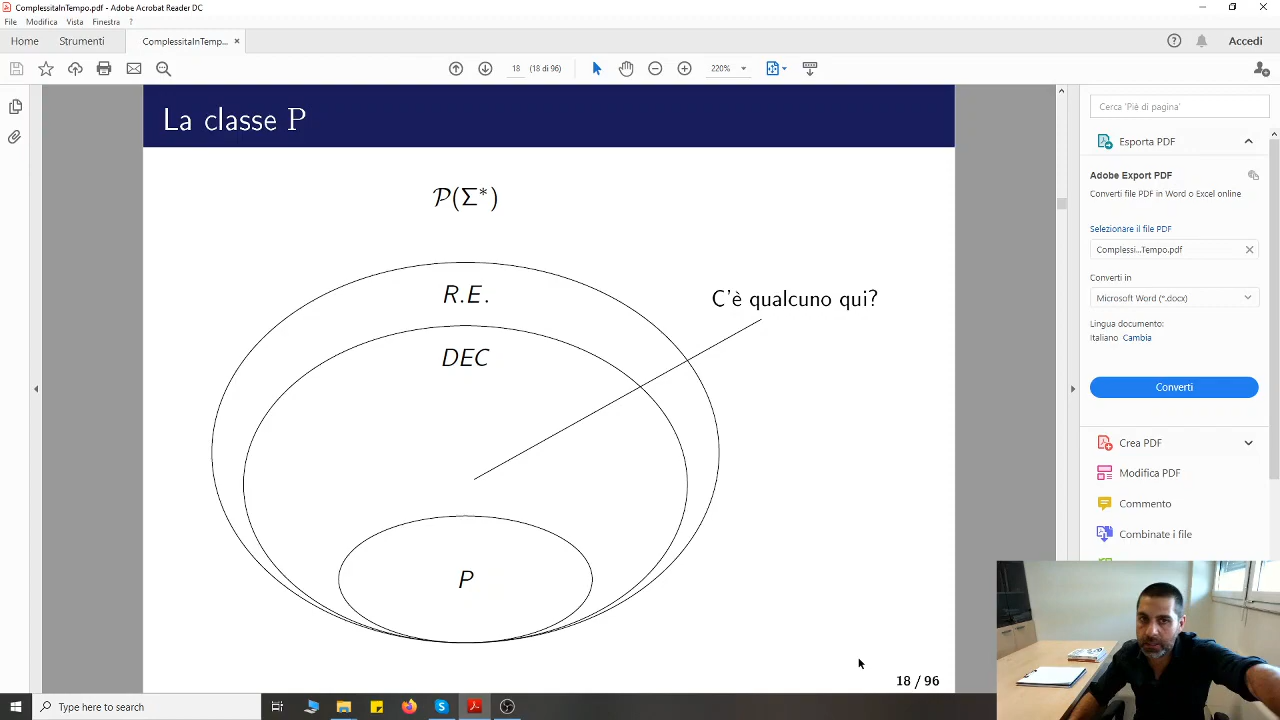 ComplessitaInTempo.pdf - Adobe Acrobat Reader DC
File Modifica Vista Finestra ?
Home Strumenti ComplessitaInTemp... × Accedi
18 (18 di 96) 220%
La classe P
𝒫(Σ*)
R.E.
C'è qualcuno qui?
DEC
P
18 / 96
Cerca 'Piè di pagina'
Esporta PDF
Adobe Export PDF
Converti file PDF in Word o Excel online
Selezionare il file PDF
Complessi...Tempo.pdf
Converti in
Microsoft Word (*.docx)
Lingua documento:
Italiano Cambia
Converti
Crea PDF
Modifica PDF
Commento
Combinate i file
Type here to search